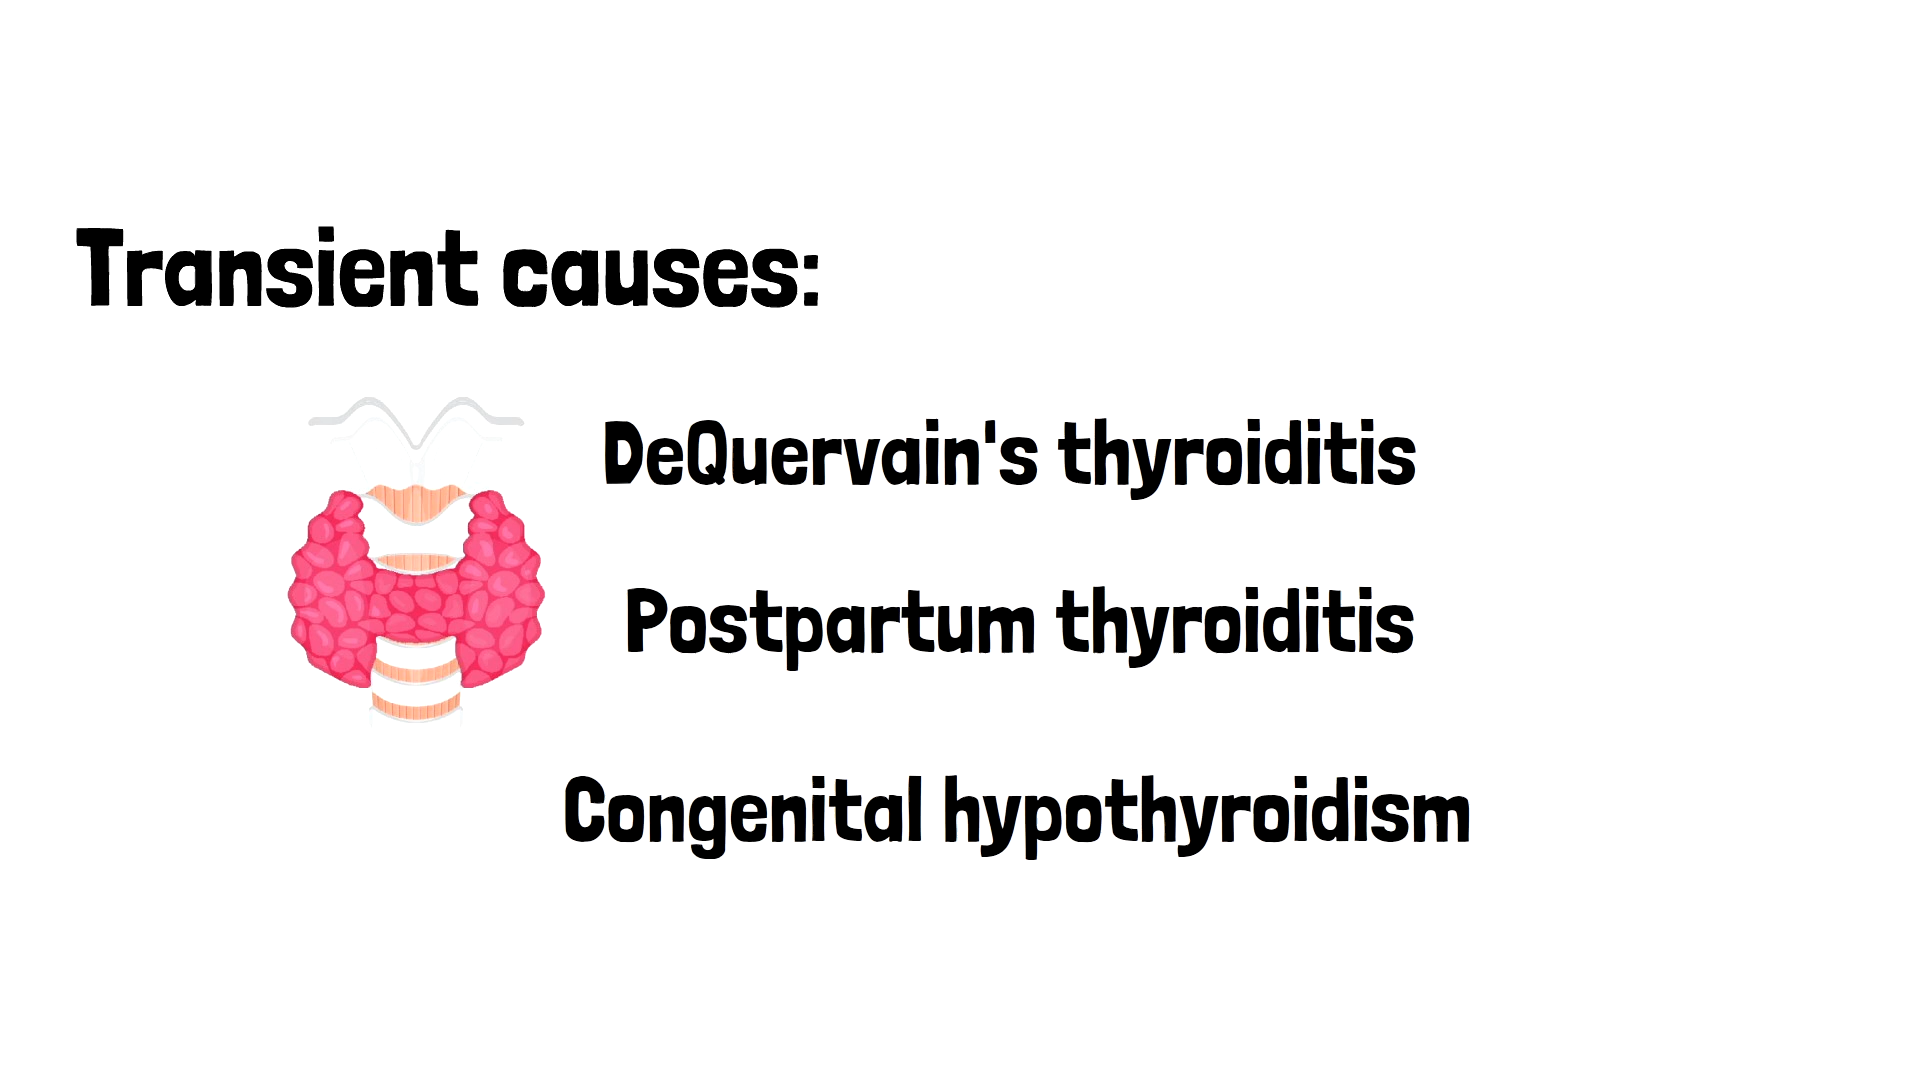 Transient causes:
DeQuervain's thyroiditis
Postpartum thyroiditis
Congenital hypothyroidism